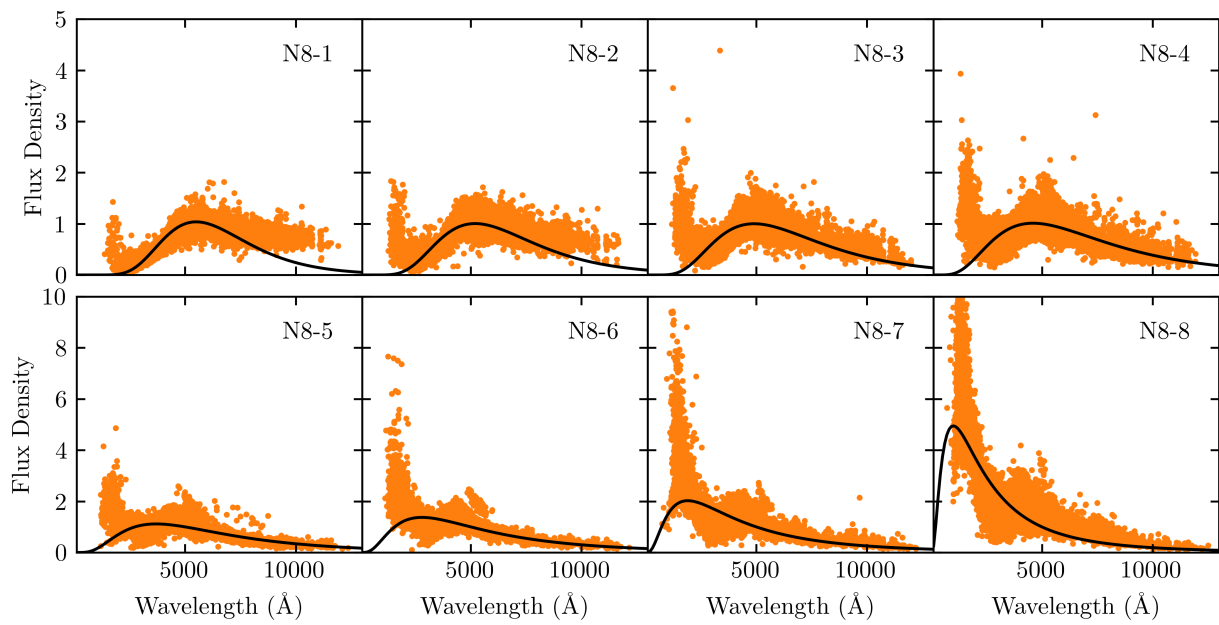 5
4
3
2
1
0
Flux Density
N8-1
N8-2
N8-3
N8-4
10
8
6
4
2
0
Flux Density
N8-5
N8-6
N8-7
N8-8
5000 10000 5000 10000 5000 10000 5000 10000
Wavelength (Å) Wavelength (Å) Wavelength (Å) Wavelength (Å)